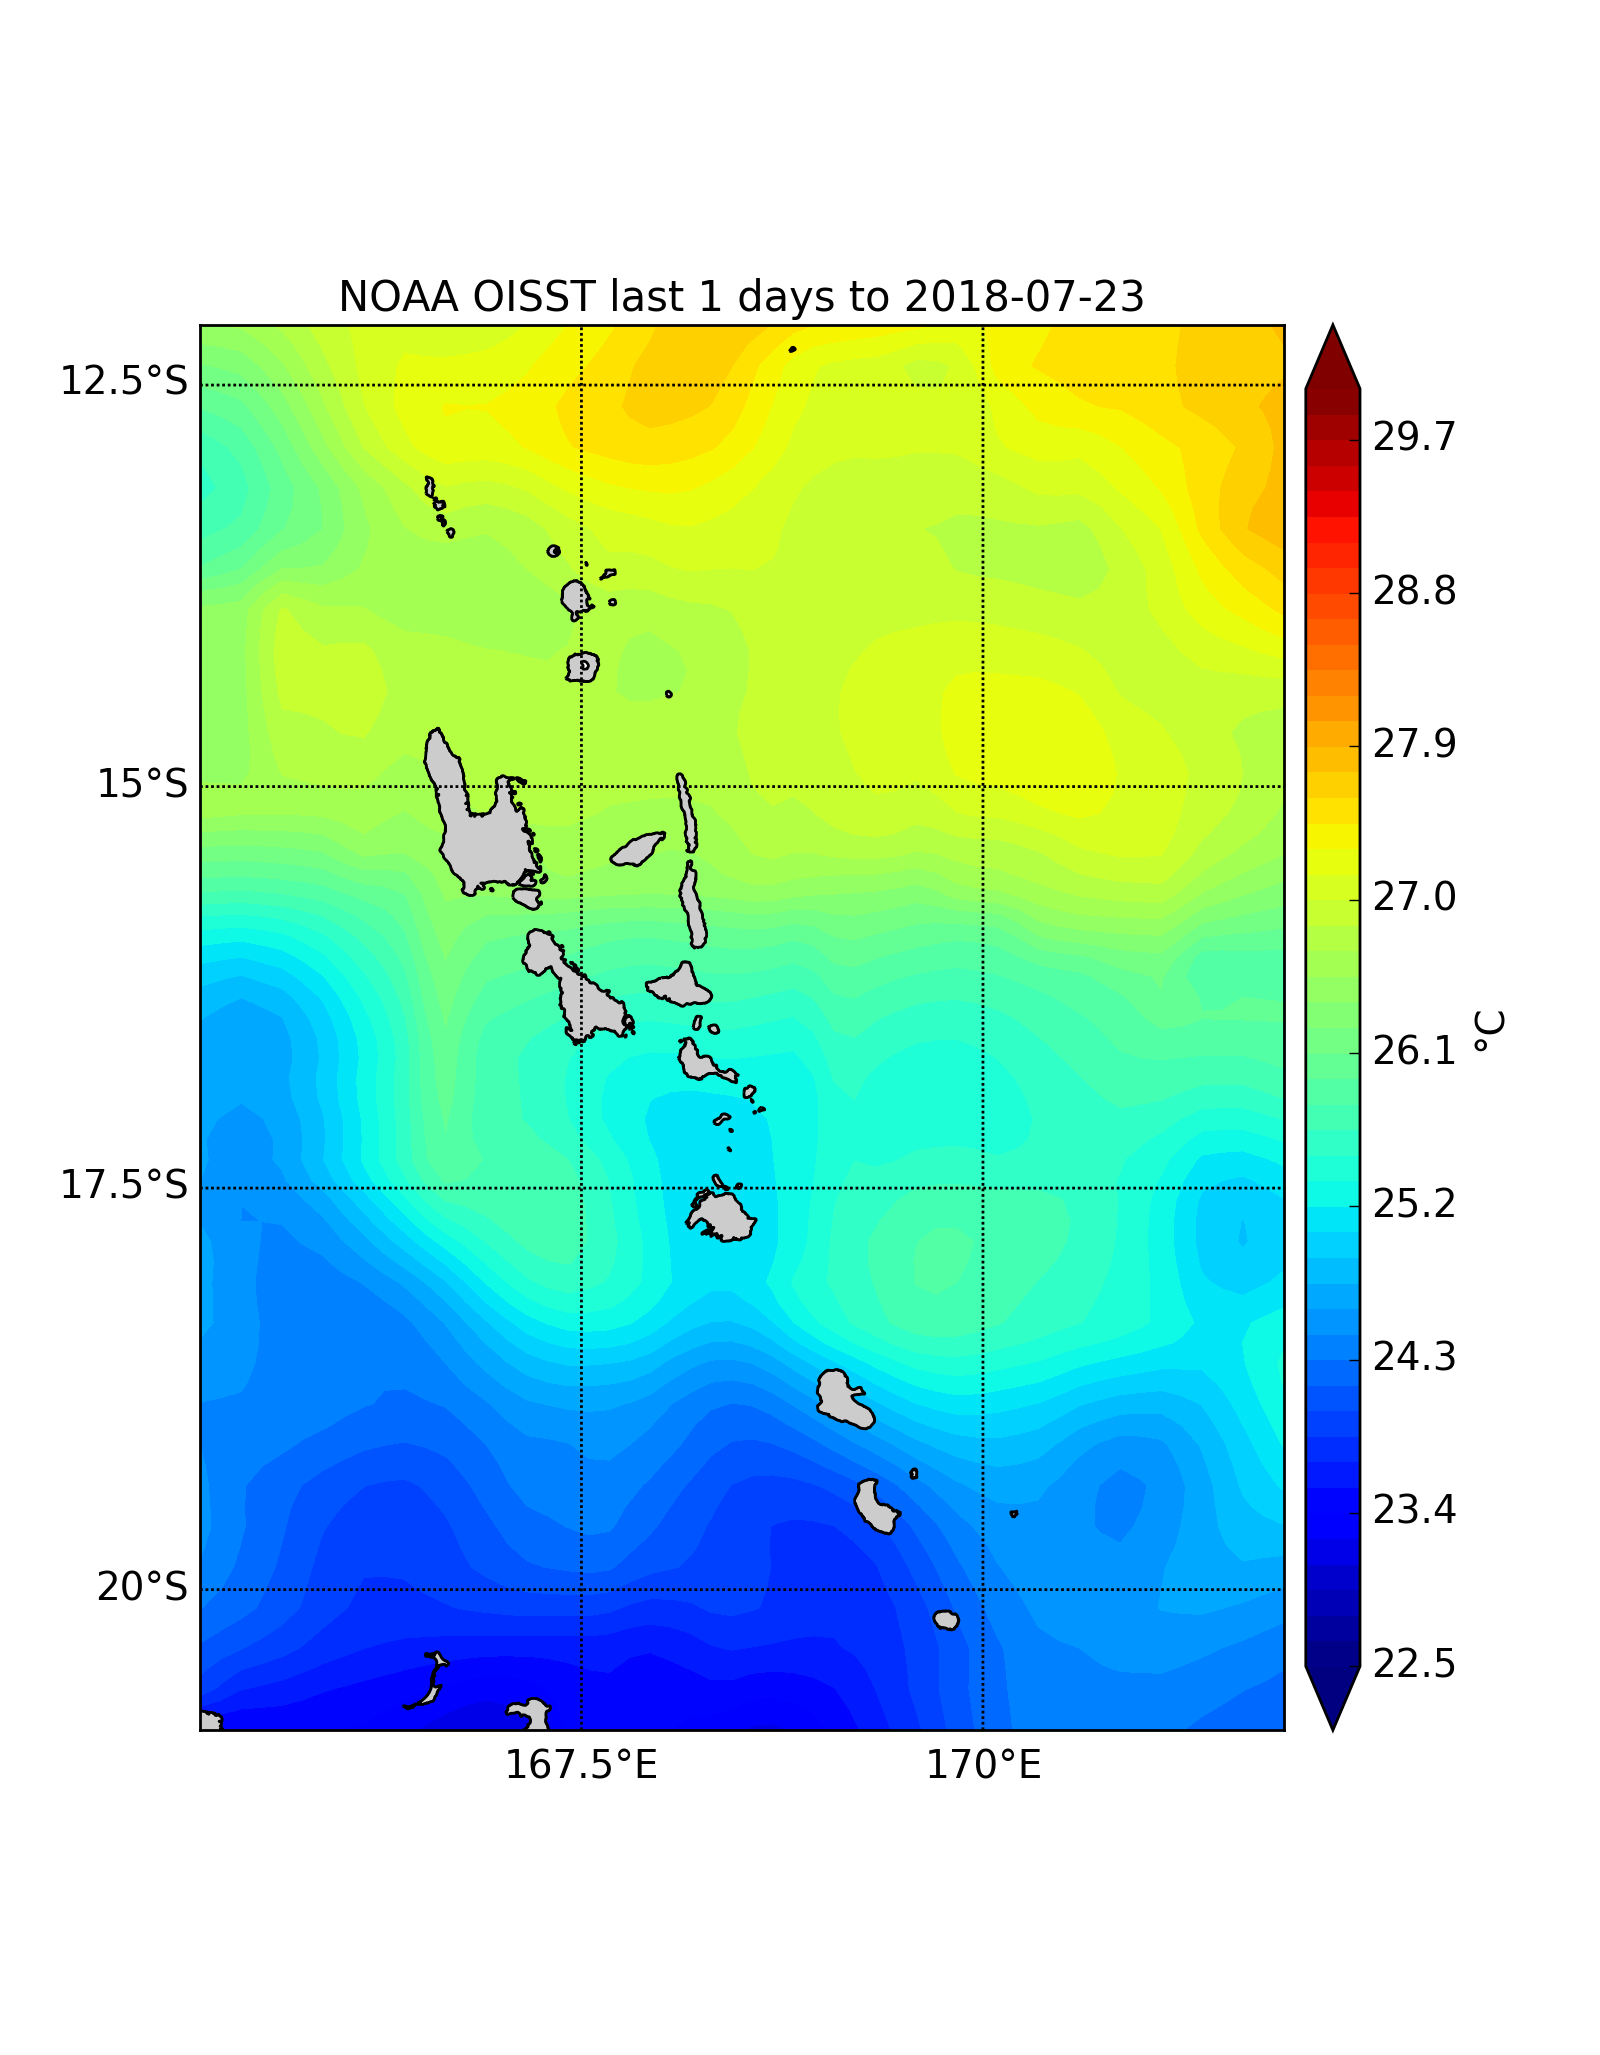 NOAA OISST last 1 days to 2018-07-23
12.5°S
15°S
17.5°S
20°S
167.5°E
170°E
29.7
28.8
27.9
27.0
26.1
25.2
24.3
23.4
22.5
°C